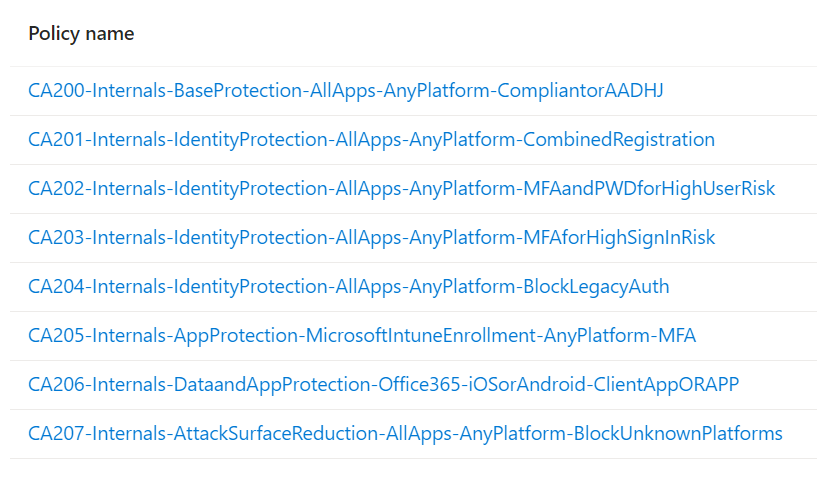 Policy name
CA200-Internals-BaseProtection-AllApps-AnyPlatform-CompliantorAADHJ
CA201-Internals-IdentityProtection-AllApps-AnyPlatform-CombinedRegistration
CA202-Internals-IdentityProtection-AllApps-AnyPlatform-MFAandPWDforHighUserRisk
CA203-Internals-IdentityProtection-AllApps-AnyPlatform-MFAforHighSignInRisk
CA204-Internals-IdentityProtection-AllApps-AnyPlatform-BlockLegacyAuth
CA205-Internals-AppProtection-MicrosoftIntuneEnrollment-AnyPlatform-MFA
CA206-Internals-DataandAppProtection-Office365-iOSorAndroid-ClientAppORAPP
CA207-Internals-AttackSurfaceReduction-AllApps-AnyPlatform-BlockUnknownPlatforms